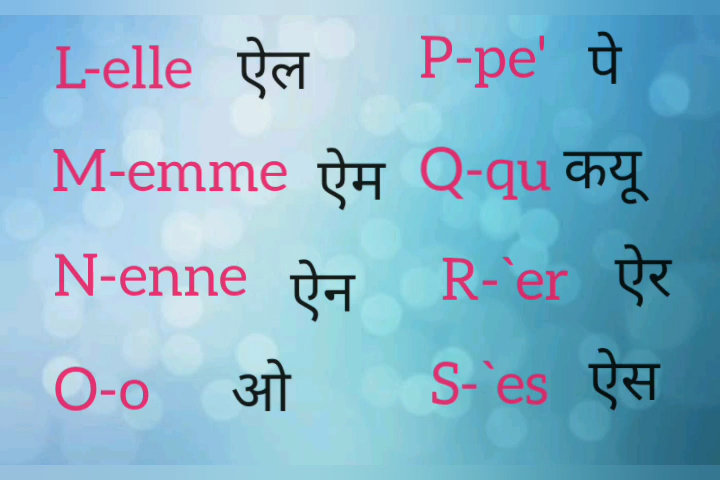 L-elle ऐल
M-emme ऐम
N-enne ऐन
O-o ओ
P-pe' पे
Q-qu कयू
R-`er ऐर
S-`es ऐस